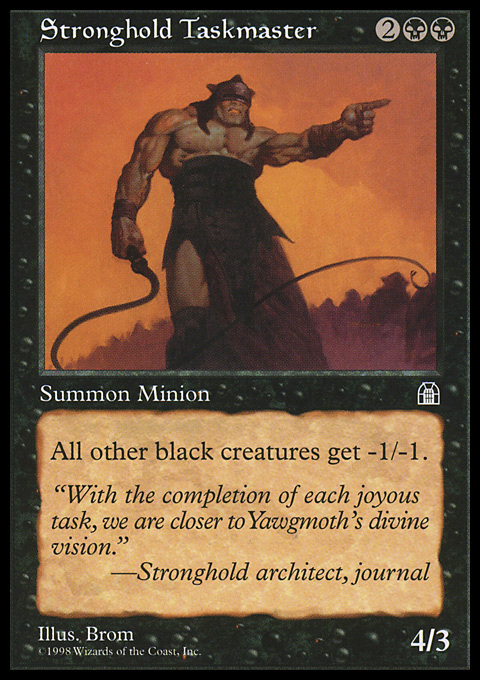 Stronghold Taskmaster 2
Summon Minion
All other black creatures get -1/-1.
“With the completion of each joyous
task, we are closer to Yawgmoth’s divine
vision.”
—Stronghold architect, journal
Illus. Brom
©1998 Wizards of the Coast, Inc.
4/3